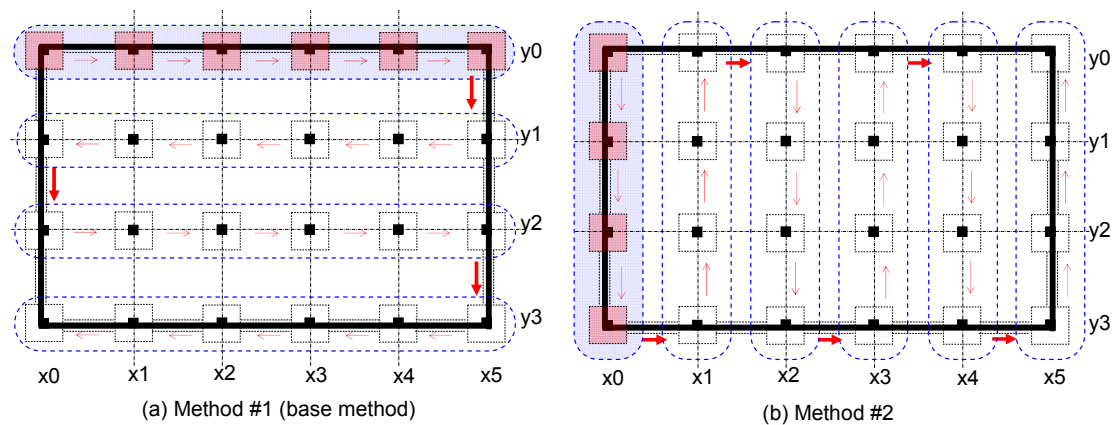 y0
y1
y2
y3
x0 x1 x2 x3 x4 x5
(a) Method #1 (base method)
y0
y1
y2
y3
x0 x1 x2 x3 x4 x5
(b) Method #2